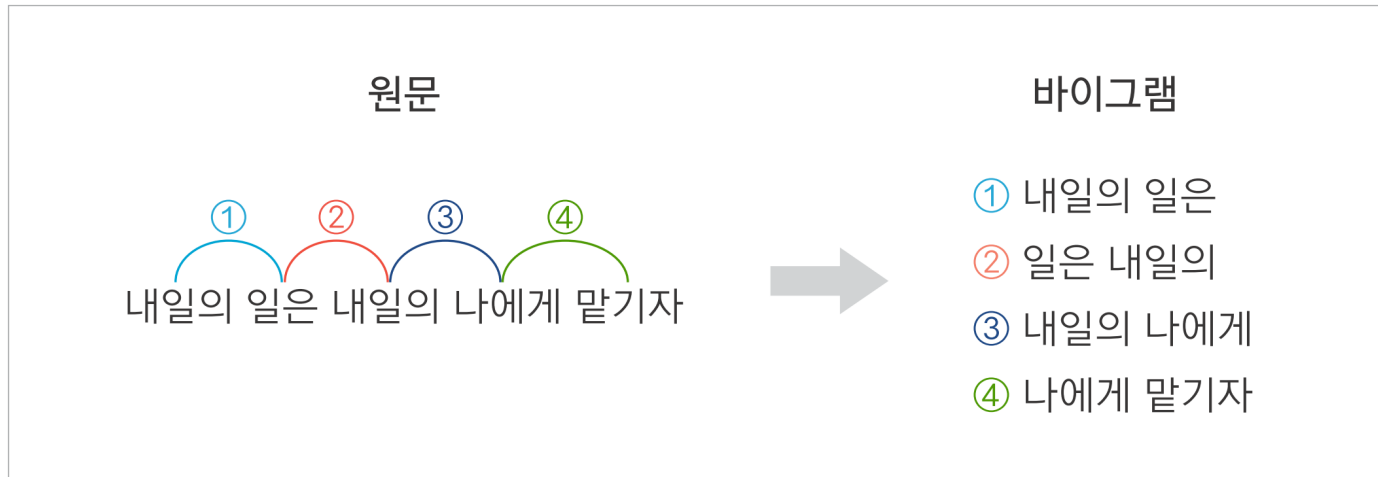 원문
① ② ③ ④
내일의 일은 내일의 나에게 맡기자
바이그램
① 내일의 일은
② 일은 내일의
③ 내일의 나에게
④ 나에게 맡기자